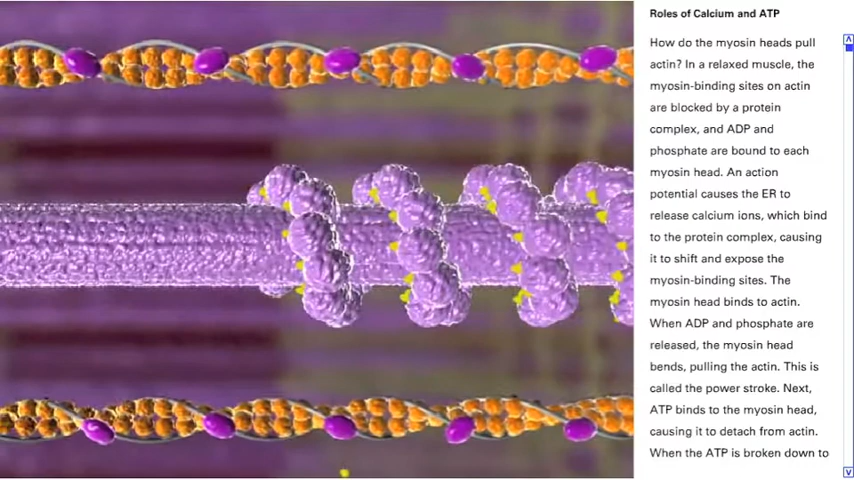 Roles of Calcium and ATP
How do the myosin heads pull
actin? In a relaxed muscle, the
myosin-binding sites on actin
are blocked by a protein
complex, and ADP and
phosphate are bound to each
myosin head. An action
potential causes the ER to
release calcium ions, which bind
to the protein complex, causing
it to shift and expose the
myosin-binding sites. The
myosin head binds to actin.
When ADP and phosphate are
released, the myosin head
bends, pulling the actin. This is
called the power stroke. Next,
ATP binds to the myosin head,
causing it to detach from actin.
When the ATP is broken down to